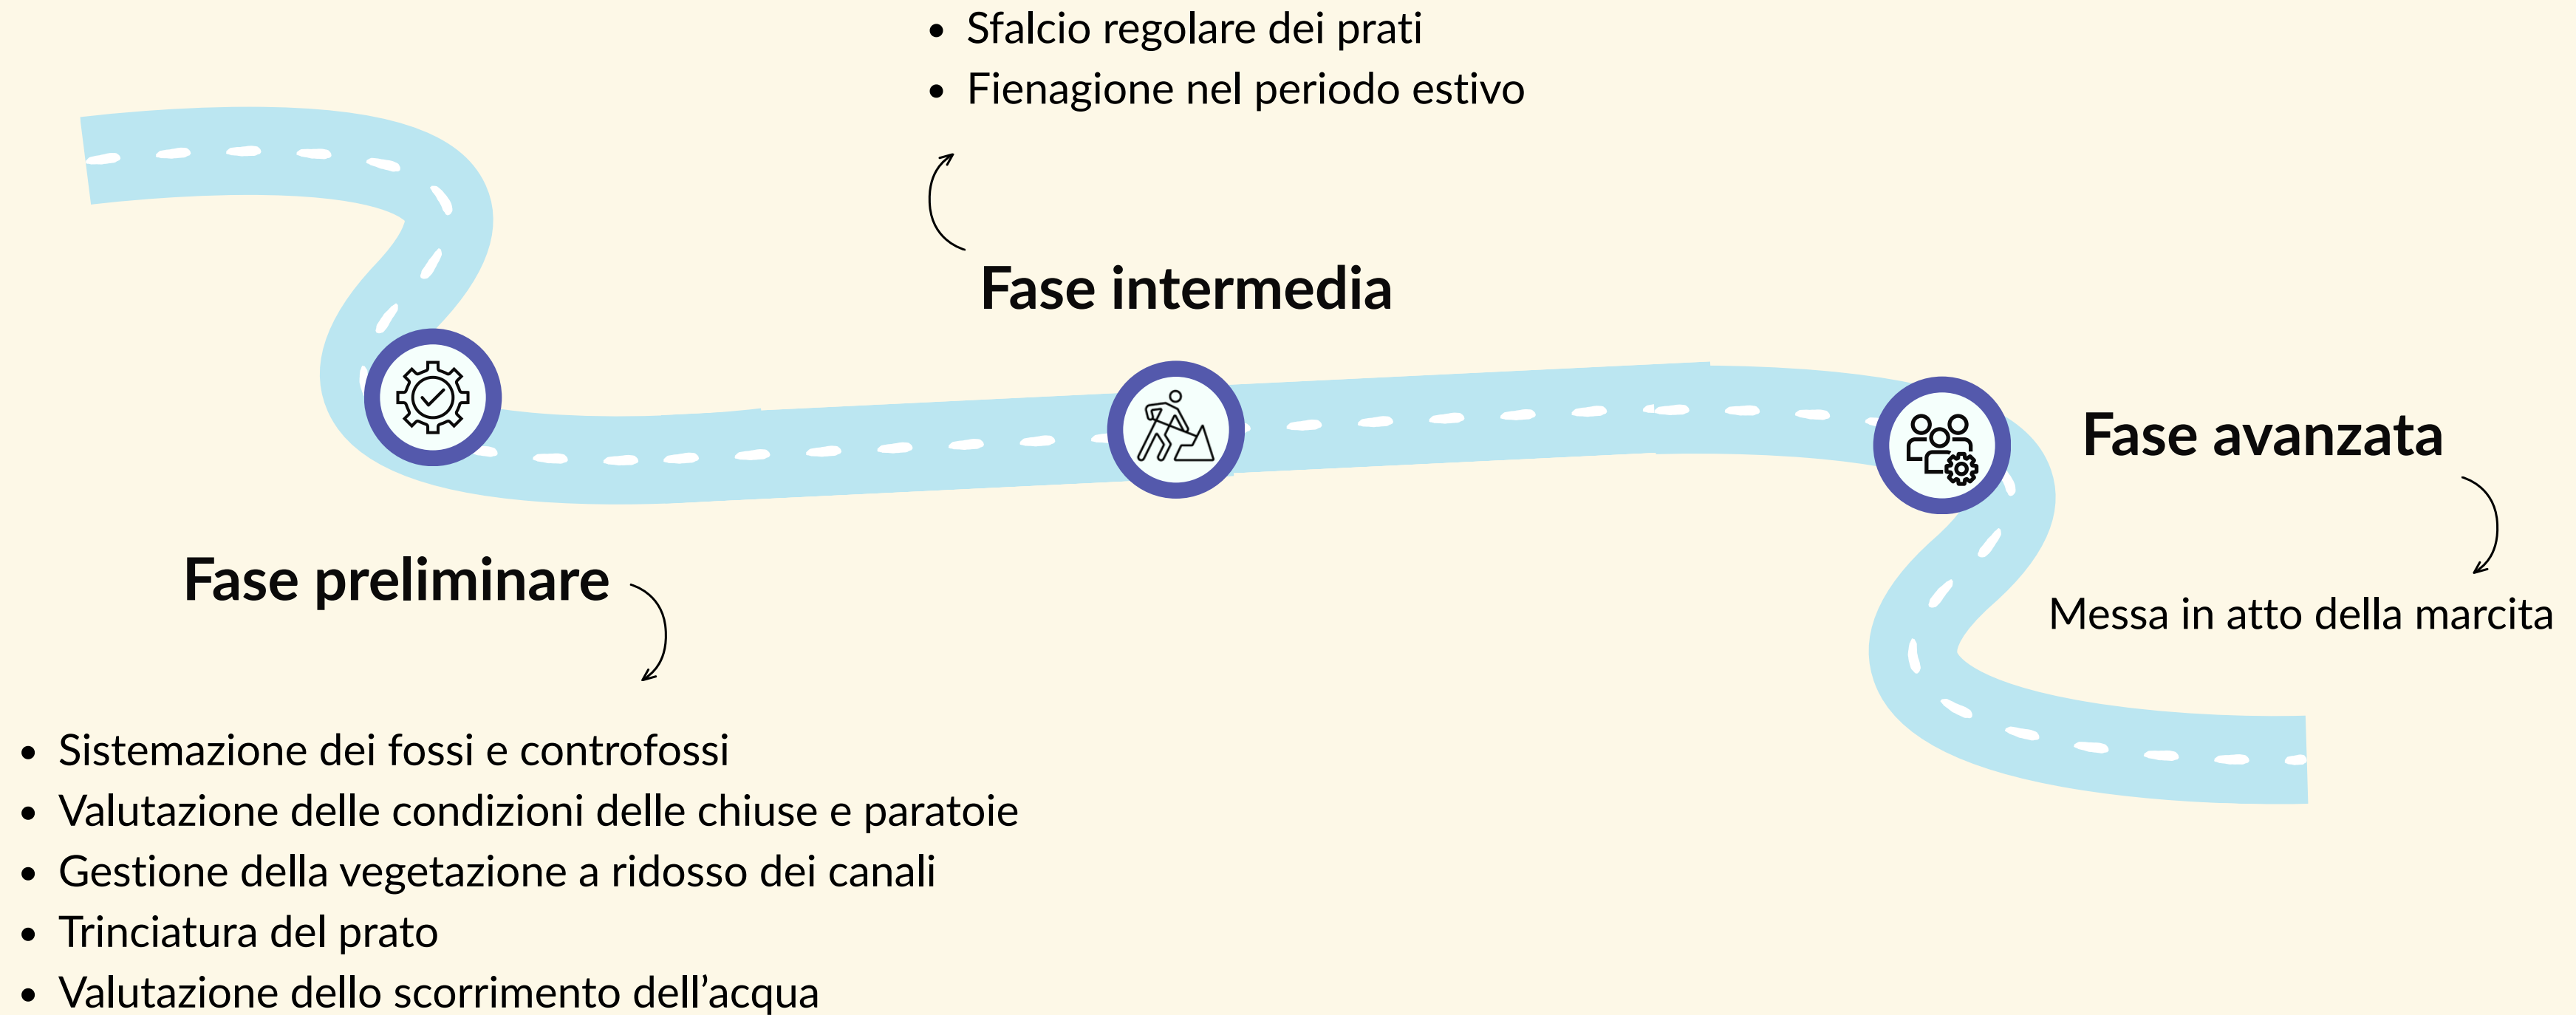 • Sfalcio regolare dei prati
• Fienagione nel periodo estivo
Fase intermedia
Fase avanzata
Messa in atto della marcita
Fase preliminare
• Sistemazione dei fossi e controfossi
• Valutazione delle condizioni delle chiuse e paratoie
• Gestione della vegetazione a ridosso dei canali
• Trinciatura del prato
• Valutazione dello scorrimento dell’acqua